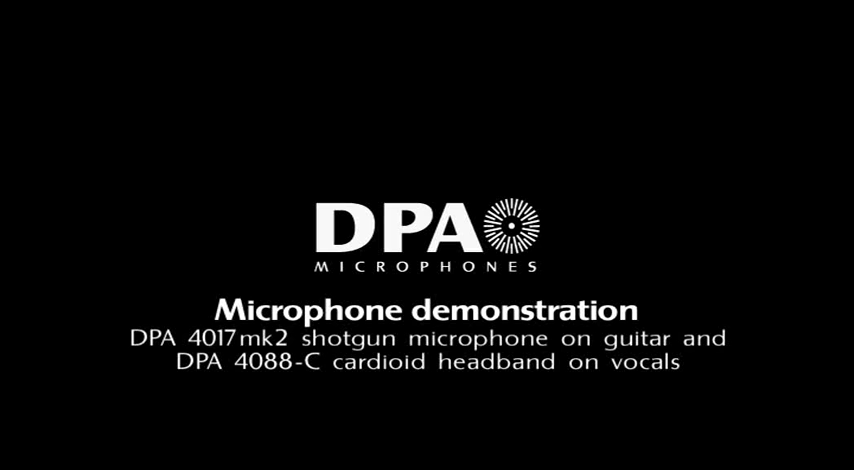 DPA
MICROPHONES
Microphone demonstration
DPA 4017mk2 shotgun microphone on guitar and
DPA 4088-C cardioid headband on vocals